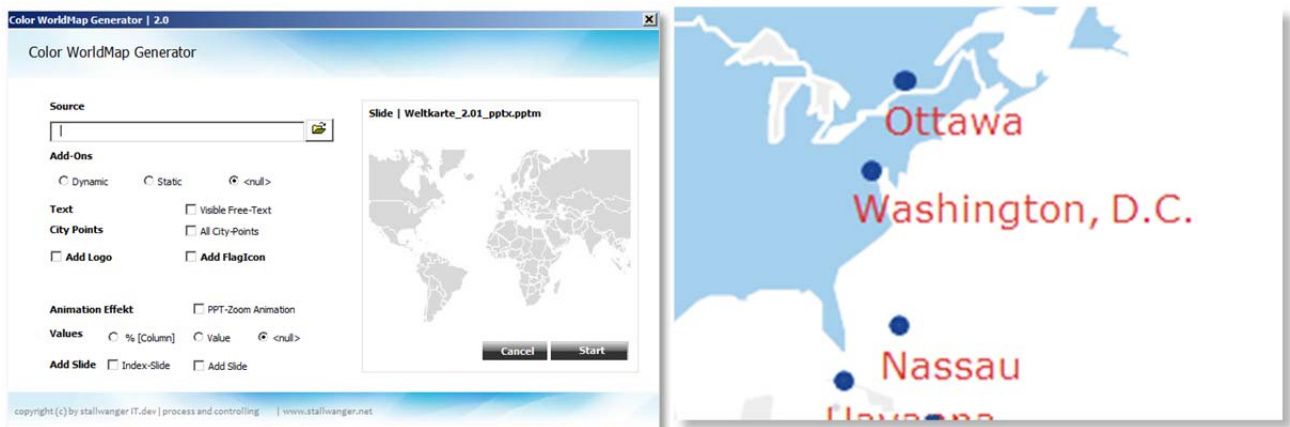 Color WorldMap Generator | 2.0
Color WorldMap Generator
Source
Add-Ons
Dynamic Static <null>
Text Visible Free-Text
City Points All City-Points
Add Logo Add FlagIcon
Animation Effekt PPT-Zoom Animation
Values % [Column] Value <null>
Add Slide Index-Slide Add Slide
Slide | Weltkarte_2.01_pptx.pptm
Cancel Start
copyright (c) by stallwanger IT.dev | process and controlling | www.stallwanger.net
Ottawa
Washington, D.C.
Nassau